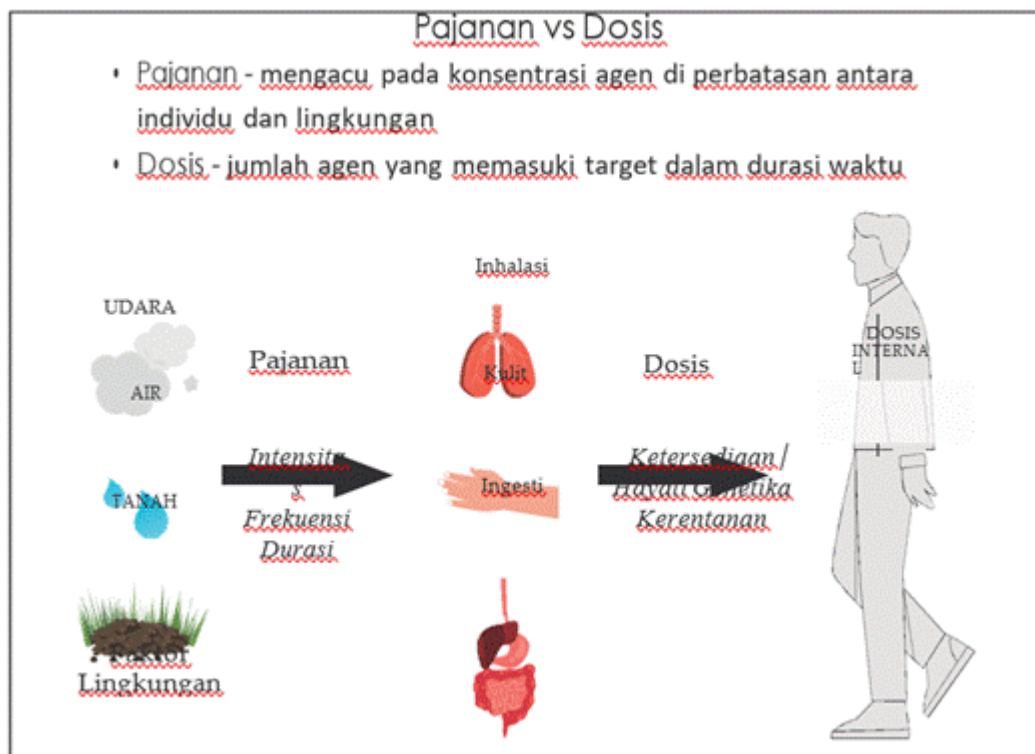 Pajanan vs Dosis
• Pajanan - mengacu pada konsentrasi agen di perbatasan antara
individu dan lingkungan
• Dosis - jumlah agen yang memasuki target dalam durasi waktu
UDARA
AIR
TANAH
Faktor
Lingkungan
Pajanan
Intensita
s
Frekuensi
Durasi
Inhalasi
Kulit
Ingesti
Dosis
Ketersediaan /
Hayati Genetika
Kerentanan
DOSIS
INTERNA
L